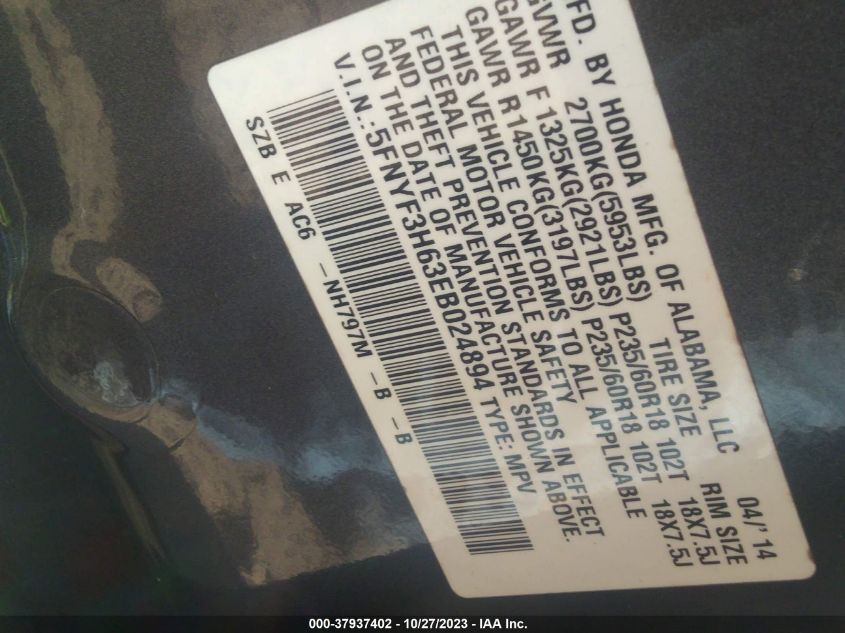 MFD. BY HONDA MFG. OF ALABAMA, LLC 04/'14
GVWR 2700KG(5953LBS) TIRE SIZE RIM SIZE
GAWR F 1325KG(2921LBS) P235/60R18 102T 18X7.5J
GAWR R1450KG(3197LBS) P235/60R18 102T 18X7.5J
THIS VEHICLE CONFORMS TO ALL APPLICABLE
FEDERAL MOTOR VEHICLE SAFETY
AND THEFT PREVENTION STANDARDS IN EFFECT
ON THE DATE OF MANUFACTURE SHOWN ABOVE.
V.I.N.:5FNYF3H63EB024894 TYPE: MPV
SZB E AC6 -NH797M -B -B
000-37937402 - 10/27/2023 - IAA Inc.